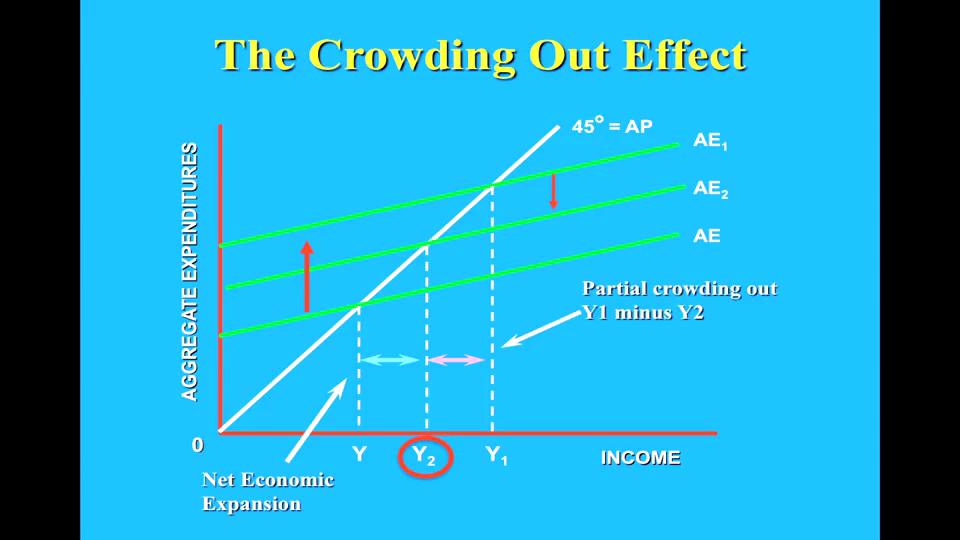 The Crowding Out Effect
45° = AP
AE₁
AE₂
AE
AGGREGATE EXPENDITURES
Partial crowding out
Y1 minus Y2
0
Y
Y₂
Y₁
INCOME
Net Economic
Expansion